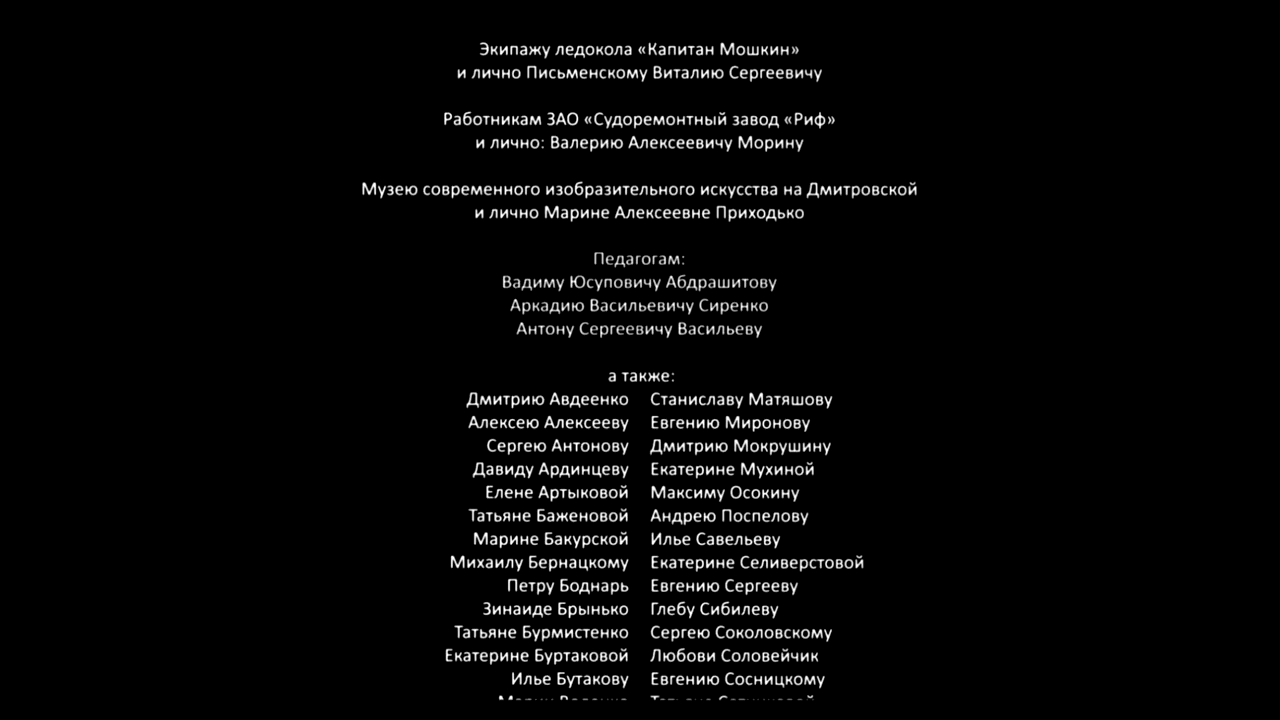 Экипажу ледокола «Капитан Мошкин»
и лично Письменскому Виталию Сергеевичу
Работникам ЗАО «Судоремонтный завод «Риф»
и лично: Валерию Алексеевичу Морину
Музею современного изобразительного искусства на Дмитровской
и лично Марине Алексеевне Приходько
Педагогам:
Вадиму Юсуповичу Абдрашитову
Аркадию Васильевичу Сиренко
Антону Сергеевичу Васильеву
а также:
Дмитрию Авдеенко Станиславу Матяшову
Алексею Алексееву Евгению Миронову
Сергею Антонову Дмитрию Мокрушину
Давиду Ардинцеву Екатерине Мухиной
Елене Артыковой Максиму Осокину
Татьяне Баженовой Андрею Поспелову
Марине Бакурской Илье Савельеву
Михаилу Бернацкому Екатерине Селиверстовой
Петру Боднарь Евгению Сергееву
Зинаиде Брынько Глебу Сибилеву
Татьяне Бурмистенко Сергею Соколовскому
Екатерине Буртаковой Любови Соловейчик
Илье Бутакову Евгению Сосницкому